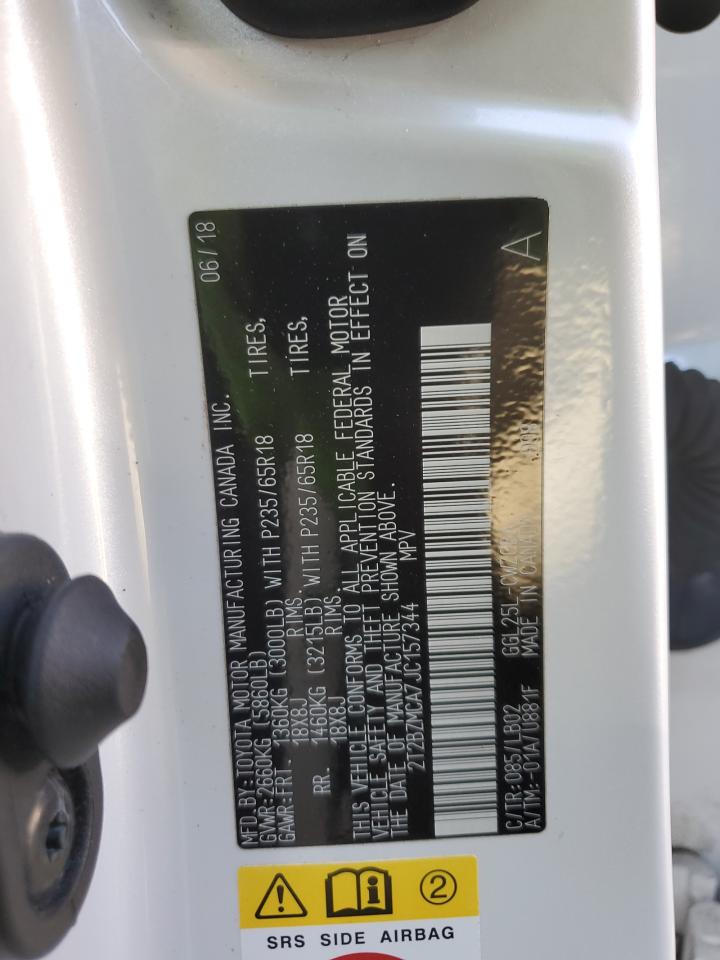 MFD. BY: TOYOTA MOTOR MANUFACTURING CANADA INC. 06/18
GVWR: 2660KG (5860LB)
GAWR: FRT. 1360KG (3000LB) WITH P235/65R18 TIRES,
18X8J RIMS,
RR. 1460KG (3215LB) WITH P235/65R18 TIRES,
18X8J RIMS.
THIS VEHICLE CONFORMS TO ALL APPLICABLE FEDERAL MOTOR
VEHICLE SAFETY AND THEFT PREVENTION STANDARDS IN EFFECT ON
THE DATE OF MANUFACTURE SHOWN ABOVE.
2T2BZMCA7JC157344 MPV
C/TR: 085/LB02
A/TM: -01A/0881F MADE IN CANADA A
2
SRS SIDE AIRBAG